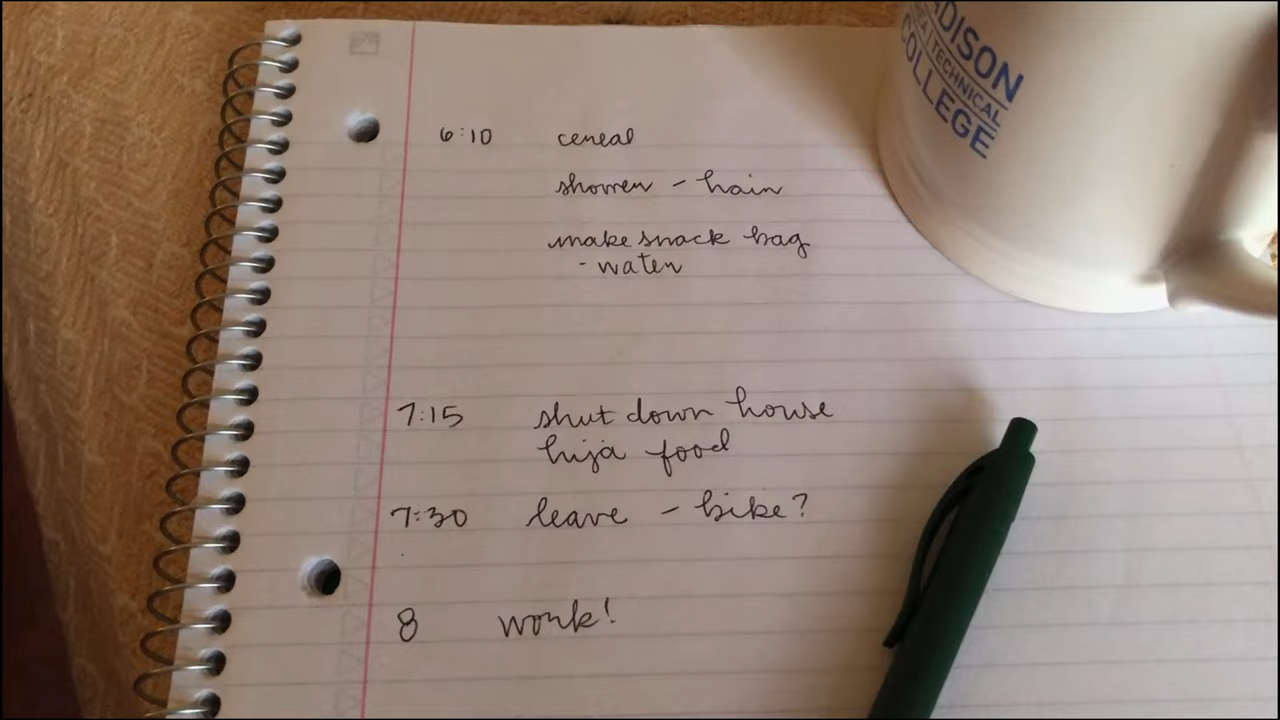 6:10 cereal
shower - hair
make snack bag
- water
7:15 shut down house
hija food
7:30 leave - bike?
8 work!
ADISON
AREA TECHNICAL
COLLEGE